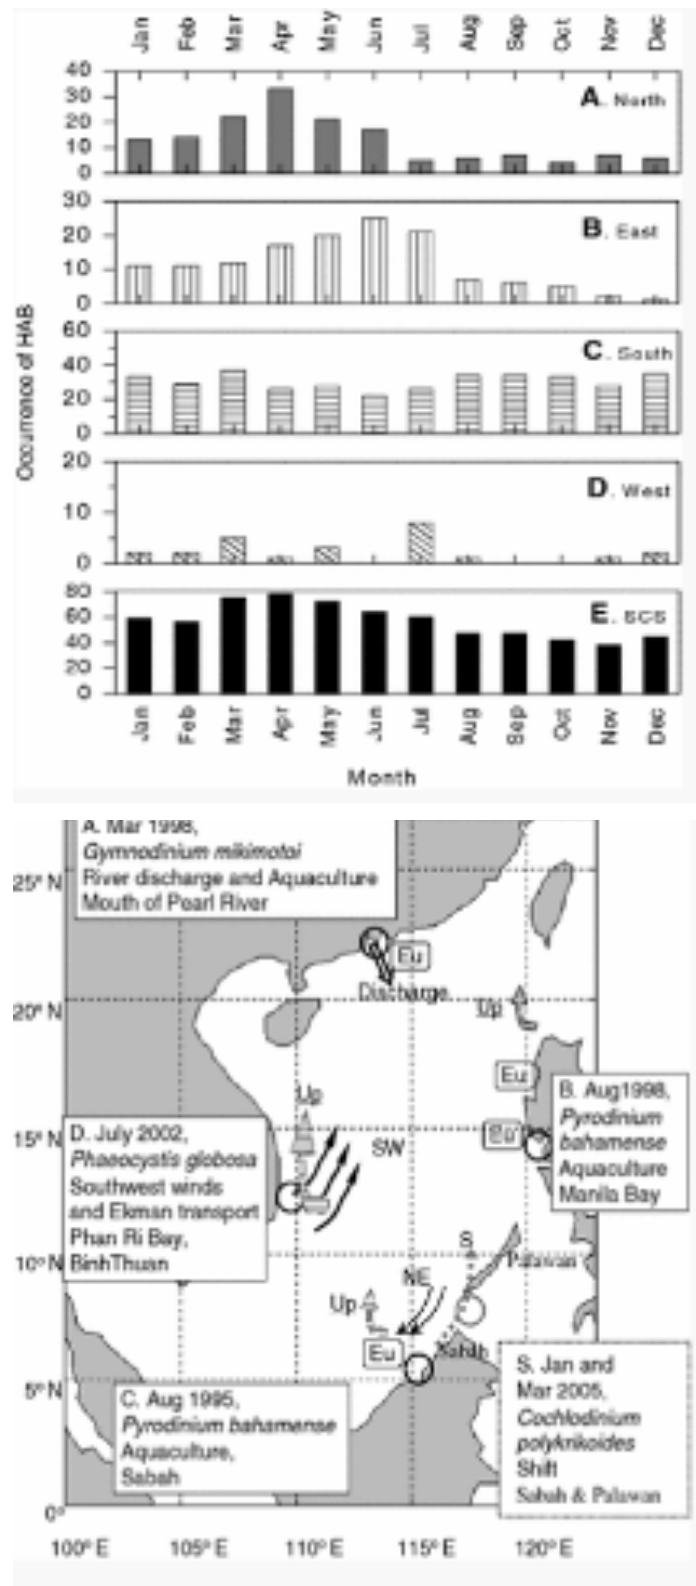 Jan Feb Mar Apr May Jun Jul Aug Sep Oct Nov Dec
Occurrence of HAB
40
30
20
10
0
A. North
30
20
10
0
B. East
60
40
20
0
C. South
20
10
0
D. West
80
60
40
20
0
E. SCS
Jan Feb Mar Apr May Jun Jul Aug Sep Oct Nov Dec
Month
A. Mar 1998,
Gymnodinium mikimotoi
River discharge and Aquaculture
Mouth of Pearl River
25° N
Eu
Discharge
20° N
Up
Eu
Up
B. Aug1998,
Pyrodinium
bahamense
Aquaculture
Manila Bay
D. July 2002,
Phaeocystis globosa
Southwest winds
and Ekman transport
Phan Ri Bay,
BinhThuan
15° N
SW
Eu
S
10° N
Palawan
NE
Up
Eu
Sabah
S. Jan and
Mar 2005,
Cochlodinium
polykrikoides
Shift
Sabah & Palawan
5° N
C. Aug 1995,
Pyrodinium bahamense
Aquaculture,
Sabah
0°
100° E 105° E 110° E 115° E 120° E